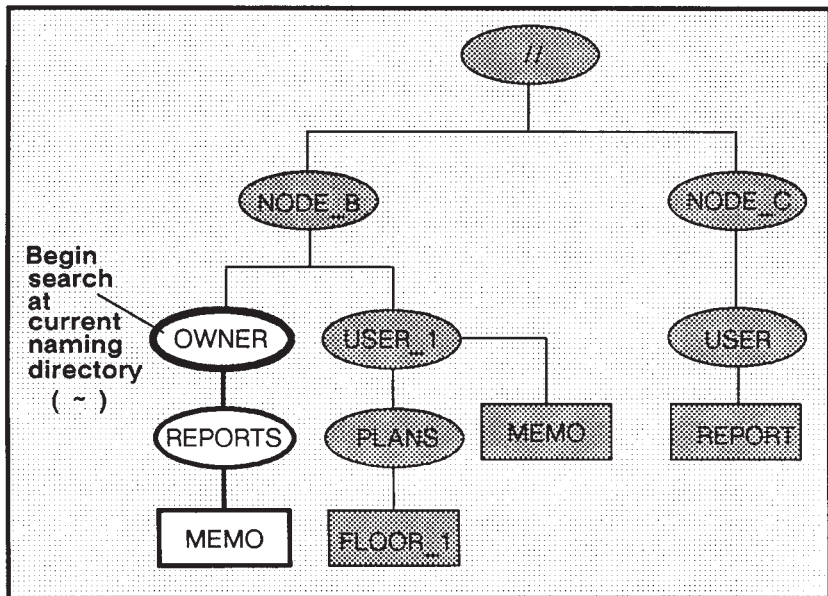 //
NODE_B
NODE_C
Begin
search
at
current
naming
directory
( ~ )
OWNER
USER_1
USER
REPORTS
PLANS
MEMO
REPORT
MEMO
FLOOR_1